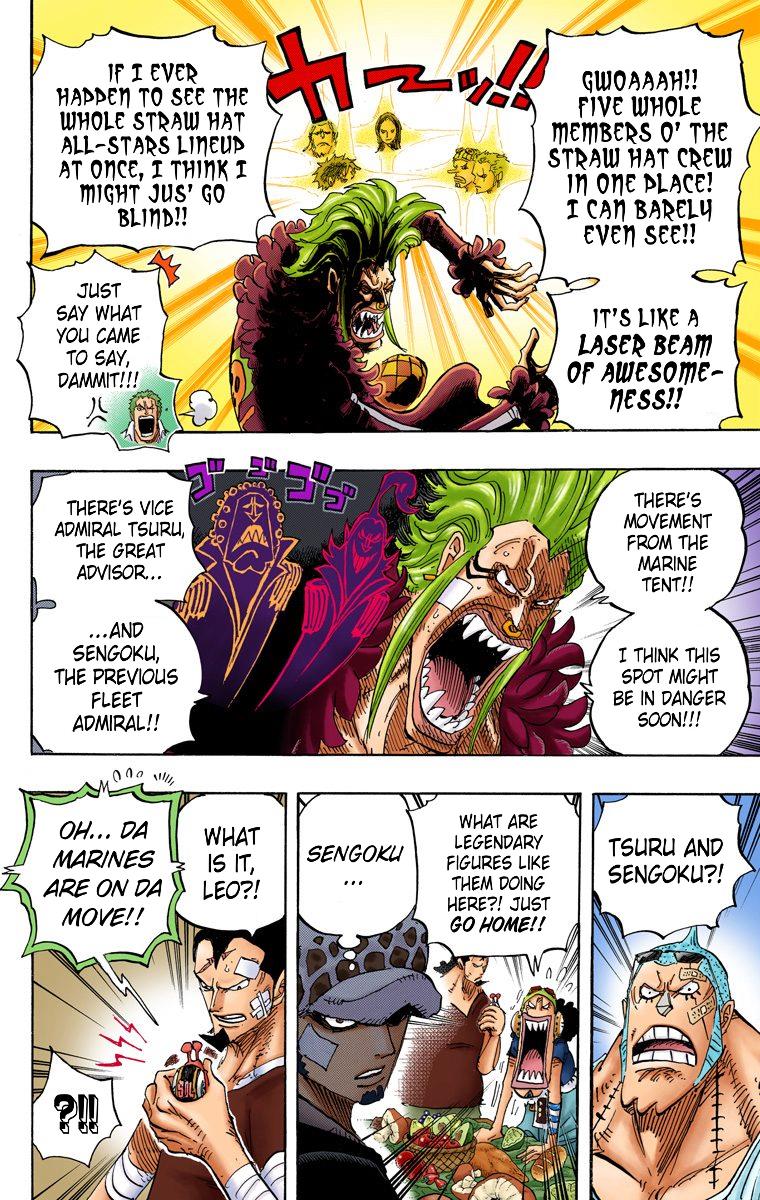 カーッ!!
GWOAAAH!!
FIVE WHOLE
MEMBERS O' THE
STRAW HAT CREW
IN ONE PLACE!
I CAN BARELY
EVEN SEE!!
IT'S LIKE A
LASER BEAM
OF AWESOME-
NESS!!
IF I EVER
HAPPEN TO SEE THE
WHOLE STRAW HAT
ALL-STARS LINEUP
AT ONCE, I THINK I
MIGHT JUS' GO
BLIND!!
JUST
SAY WHAT
YOU CAME
TO SAY,
DAMMIT!!!
THERE'S
MOVEMENT
FROM THE
MARINE
TENT!!
I THINK THIS
SPOT MIGHT
BE IN DANGER
SOON!!!
ゴゴゴゴ
THERE'S VICE
ADMIRAL TSURU,
THE GREAT
ADVISOR...
...AND
SENGOKU,
THE PREVIOUS
FLEET
ADMIRAL!!
TSURU AND
SENGOKU?!
WHAT ARE
LEGENDARY
FIGURES LIKE
THEM DOING
HERE?! JUST
GO HOME!!
SENGOKU
...
WHAT
IS IT,
LEO?!
OH... DA
MARINES
ARE ON DA
MOVE!!
?!!